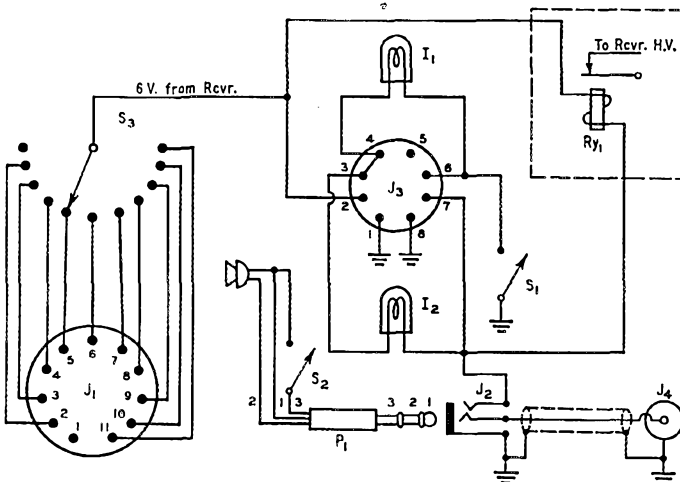 I1
To Rcvr. H.V.
6 V. from Rcvr.
S3
Ry1
4 5
3 6
J3
2 7
1 8
S1
I2
5 6 7
4 8
J1
3 9
2 10
1 11
S2
2 1 3
3 2 1
P1
J2
J4